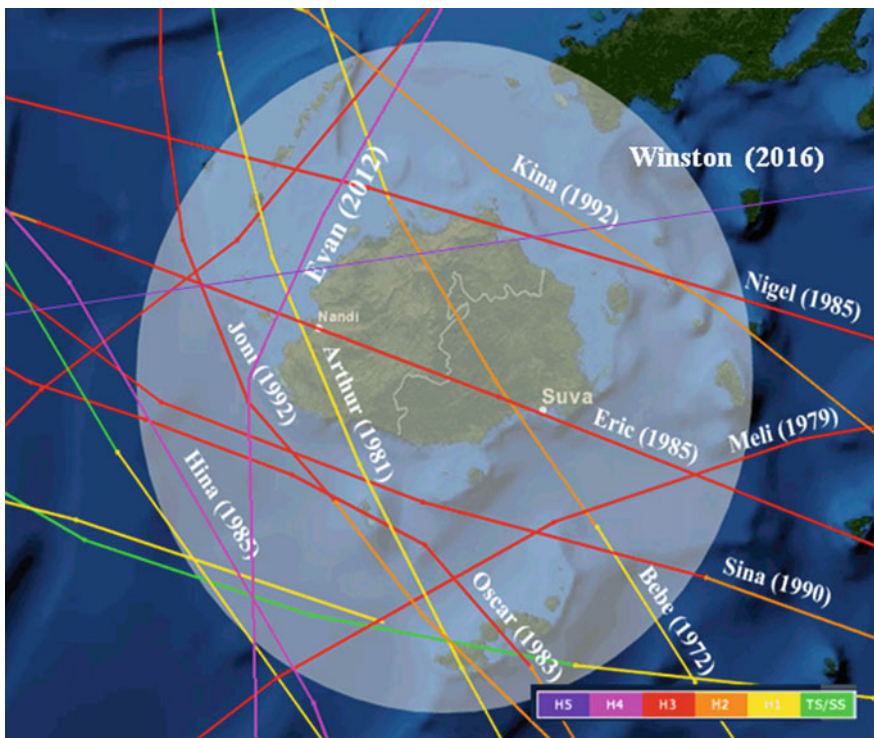 Winston (2016)
Kina (1992)
Evan (2012)
Nigel (1985)
Nandi
Joni (1992)
Arthur (1981)
Suva
Eric (1985)
Meli (1979)
Hina (1985)
Oscar (1983)
Bebe (1972)
Sina (1990)
H5 H4 H3 H2 H1 TS/SS